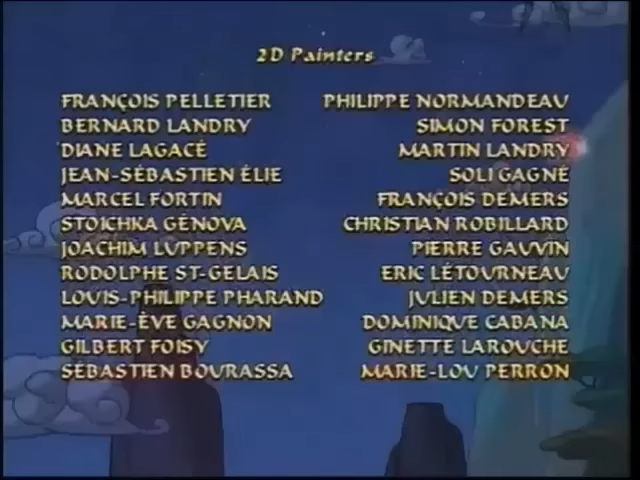 2D Painters
FRANÇOIS PELLETIER PHILIPPE NORMANDEAU
BERNARD LANDRY SIMON FOREST
DIANE LAGACÉ MARTIN LANDRY
JEAN-SÉBASTIEN ÉLIE SOLI GAGNÉ
MARCEL FORTIN FRANÇOIS DEMERS
STOICHKA GÉNOVA CHRISTIAN ROBILLARD
JOACHIM LUPPENS PIERRE GAUVIN
RODOLPHE ST-GELAIS ERIC LÉTOURNEAU
LOUIS-PHILIPPE PHARAND JULIEN DEMERS
MARIE-ÈVE GAGNON DOMINIQUE CABANA
GILBERT FOISY GINETTE LAROUCHE
SÉBASTIEN BOURASSA MARIE-LOU PERRON